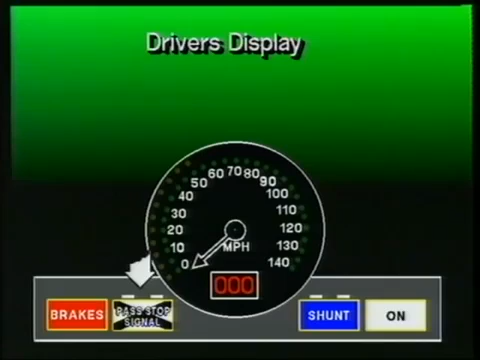 Drivers Display
0
10
20
30
40
50
60
70
80
90
100
110
120
130
140
MPH
000
BRAKES
PASS STOP
SIGNAL
SHUNT
ON